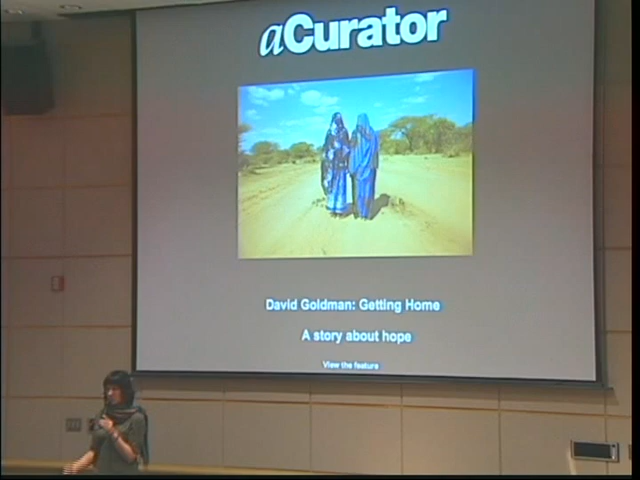 aCurator
David Goldman: Getting Home
A story about hope
View the feature